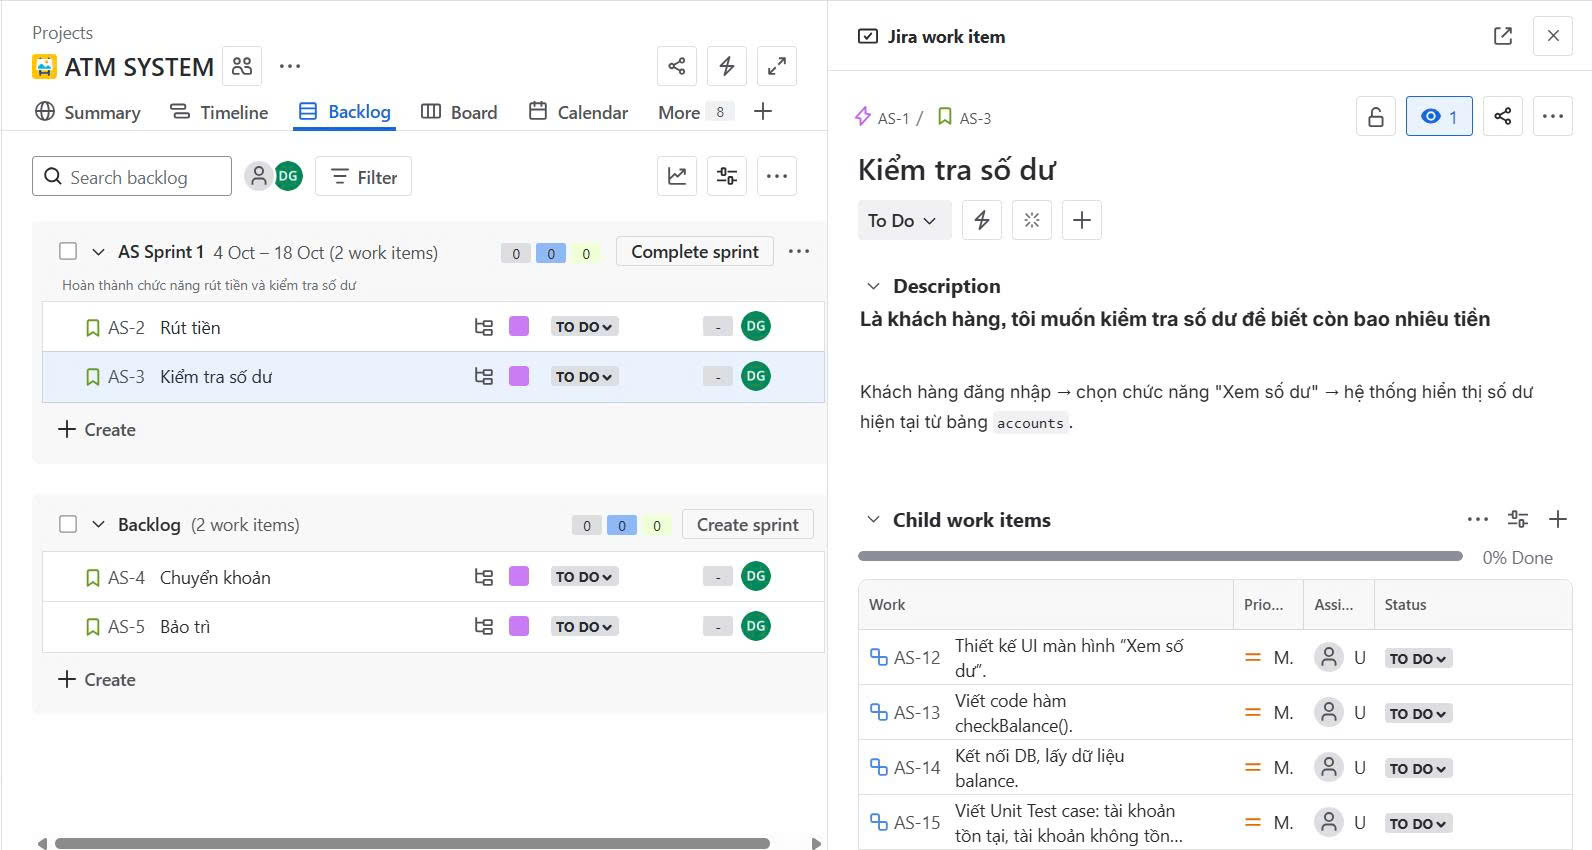 Projects
ATM SYSTEM
Summary
Timeline
Backlog
Board
Calendar
More 8
Search backlog
DG
Filter
AS Sprint 1 4 Oct – 18 Oct (2 work items)
0 0 0
Complete sprint
Hoàn thành chức năng rút tiền và kiểm tra số dư
AS-2 Rút tiền TO DO - DG
AS-3 Kiểm tra số dư TO DO - DG
Create
Backlog (2 work items)
0 0 0
Create sprint
AS-4 Chuyển khoản TO DO - DG
AS-5 Bảo trì TO DO - DG
Create
Jira work item
AS-1 / AS-3
1
Kiểm tra số dư
To Do
Description
Là khách hàng, tôi muốn kiểm tra số dư để biết còn bao nhiêu tiền
Khách hàng đăng nhập → chọn chức năng "Xem số dư" → hệ thống hiển thị số dư
hiện tại từ bảng accounts.
Child work items
0% Done
Work Prio... Assi... Status
AS-12 Thiết kế UI màn hình “Xem số
dư”.
M. U TO DO
AS-13 Viết code hàm
checkBalance().
M. U TO DO
AS-14 Kết nối DB, lấy dữ liệu
balance.
M. U TO DO
AS-15 Viết Unit Test case: tài khoản
tồn tại, tài khoản không tồn...
M. U TO DO